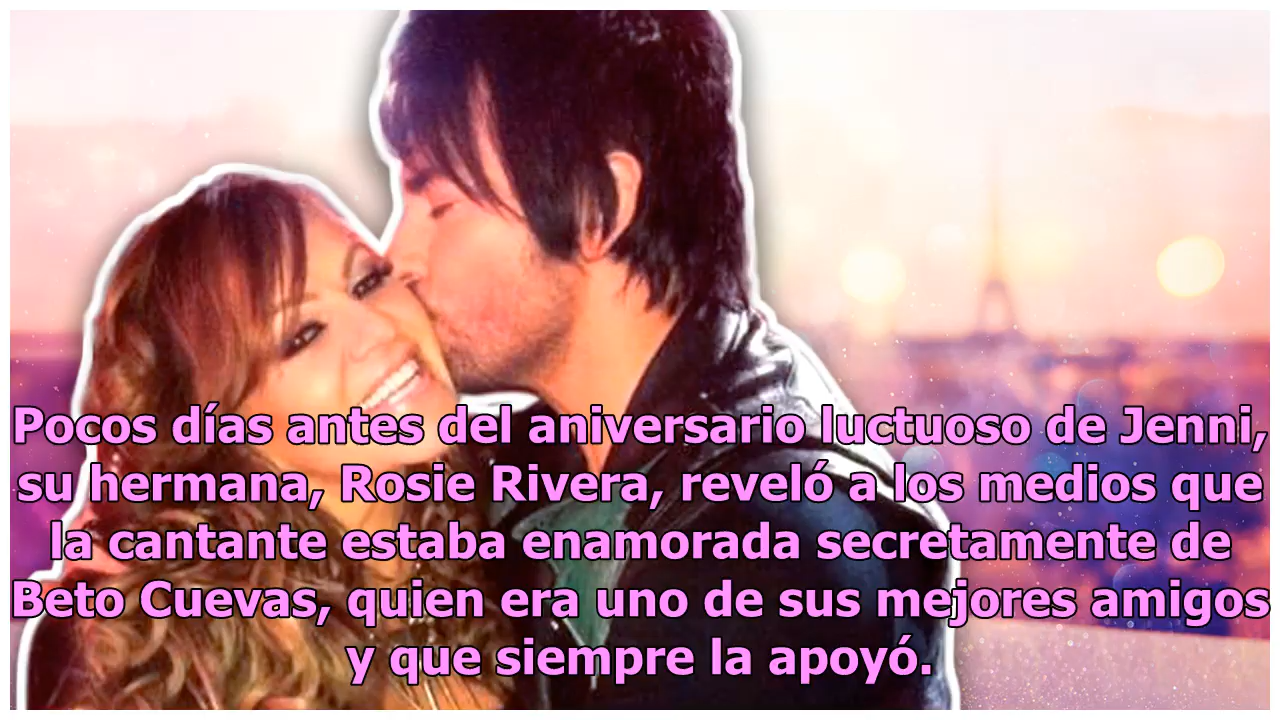 Pocos días antes del aniversario luctuoso de Jenni,
su hermana, Rosie Rivera, reveló a los medios que
la cantante estaba enamorada secretamente de
Beto Cuevas, quien era uno de sus mejores amigos
y que siempre la apoyó.